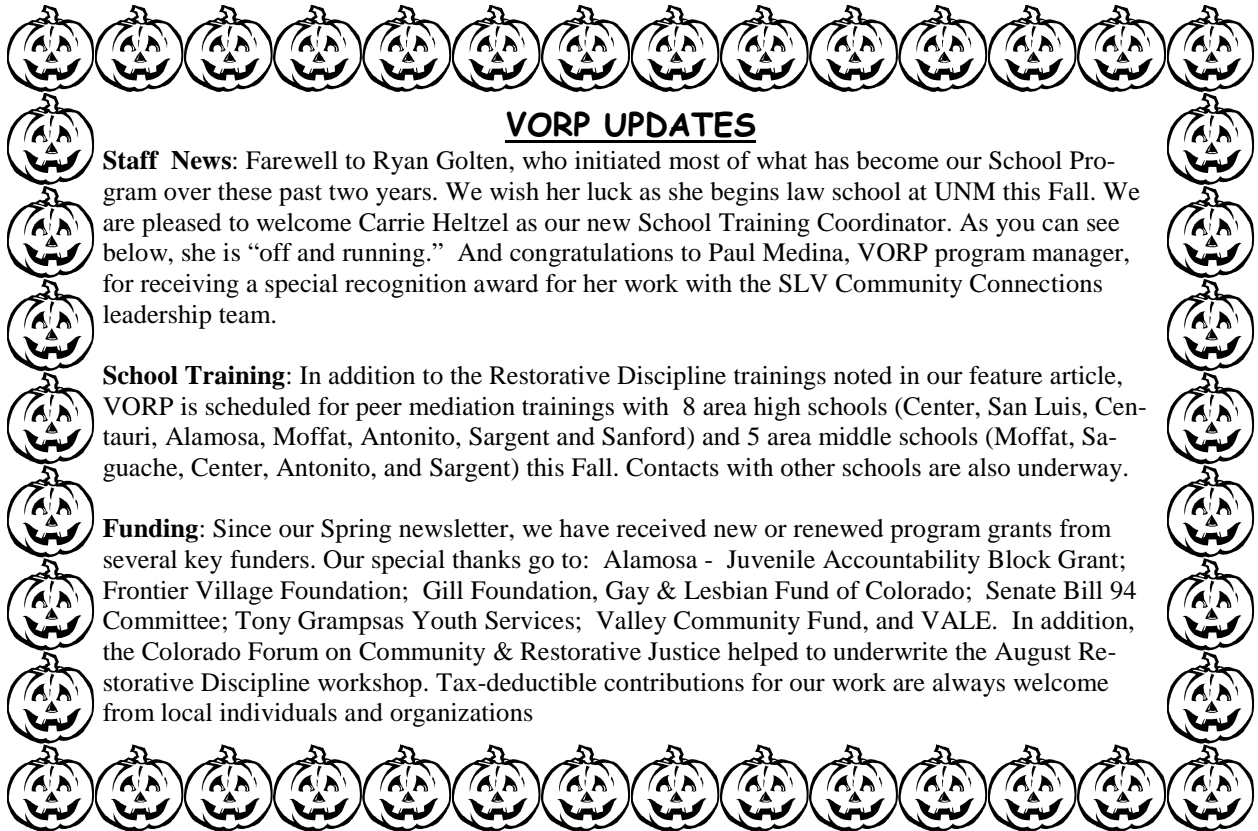 VORP UPDATES
Staff News: Farewell to Ryan Golten, who initiated most of what has become our School Pro-
gram over these past two years. We wish her luck as she begins law school at UNM this Fall. We
are pleased to welcome Carrie Heltzel as our new School Training Coordinator. As you can see
below, she is “off and running.” And congratulations to Paul Medina, VORP program manager,
for receiving a special recognition award for her work with the SLV Community Connections
leadership team.
School Training: In addition to the Restorative Discipline trainings noted in our feature article,
VORP is scheduled for peer mediation trainings with 8 area high schools (Center, San Luis, Cen-
tauri, Alamosa, Moffat, Antonito, Sargent and Sanford) and 5 area middle schools (Moffat, Sa-
guache, Center, Antonito, and Sargent) this Fall. Contacts with other schools are also underway.
Funding: Since our Spring newsletter, we have received new or renewed program grants from
several key funders. Our special thanks go to: Alamosa - Juvenile Accountability Block Grant;
Frontier Village Foundation; Gill Foundation, Gay & Lesbian Fund of Colorado; Senate Bill 94
Committee; Tony Grampsas Youth Services; Valley Community Fund, and VALE. In addition,
the Colorado Forum on Community & Restorative Justice helped to underwrite the August Re-
storative Discipline workshop. Tax-deductible contributions for our work are always welcome
from local individuals and organizations